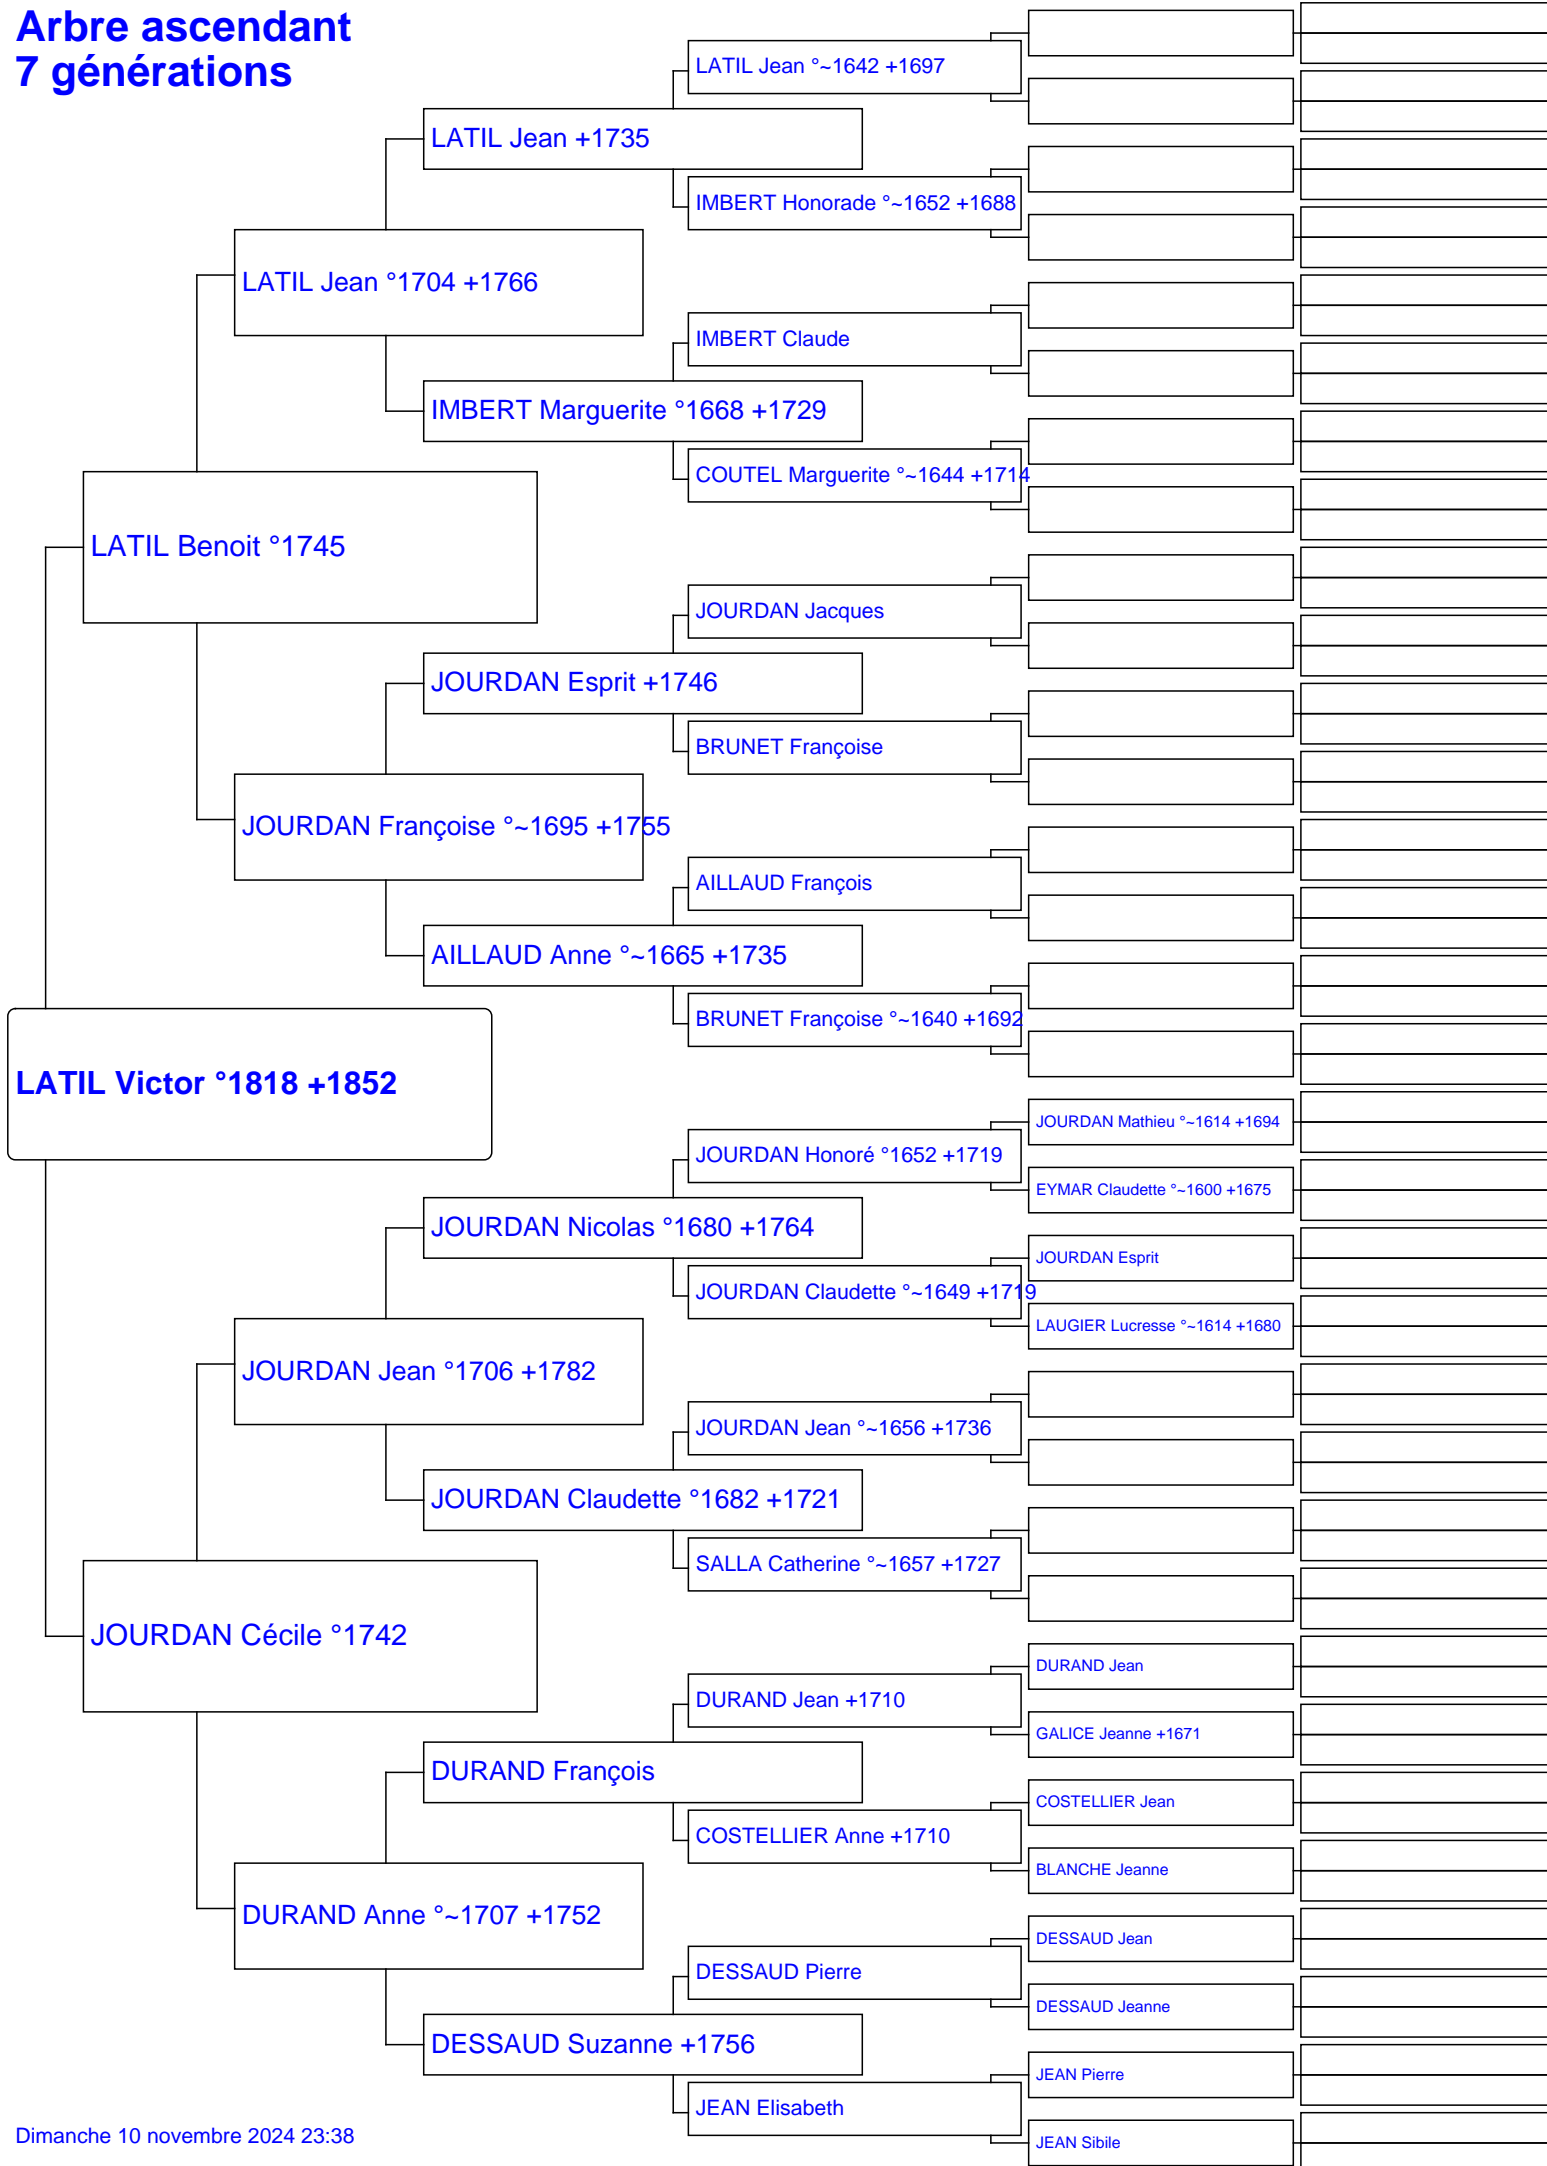 Arbre ascendant
7 générations
LATIL Jean °~1642 +1697
LATIL Jean +1735
IMBERT Honorade °~1652 +1688
LATIL Jean °1704 +1766
IMBERT Claude
IMBERT Marguerite °1668 +1729
COUTEL Marguerite °~1644 +1714
LATIL Benoit °1745
JOURDAN Jacques
JOURDAN Esprit +1746
BRUNET Françoise
JOURDAN Françoise °~1695 +1755
AILLAUD François
AILLAUD Anne °~1665 +1735
BRUNET Françoise °~1640 +1692
LATIL Victor °1818 +1852
JOURDAN Mathieu °~1614 +1694
JOURDAN Honoré °1652 +1719
EYMAR Claudette °~1600 +1675
JOURDAN Nicolas °1680 +1764
JOURDAN Esprit
JOURDAN Claudette °~1649 +1719
LAUGIER Lucresse °~1614 +1680
JOURDAN Jean °1706 +1782
JOURDAN Jean °~1656 +1736
JOURDAN Claudette °1682 +1721
SALLA Catherine °~1657 +1727
JOURDAN Cécile °1742
DURAND Jean
DURAND Jean +1710
GALICE Jeanne +1671
DURAND François
COSTELLIER Jean
COSTELLIER Anne +1710
BLANCHE Jeanne
DURAND Anne °~1707 +1752
DESSAUD Jean
DESSAUD Pierre
DESSAUD Jeanne
DESSAUD Suzanne +1756
JEAN Pierre
JEAN Elisabeth
JEAN Sibile
Dimanche 10 novembre 2024 23:38